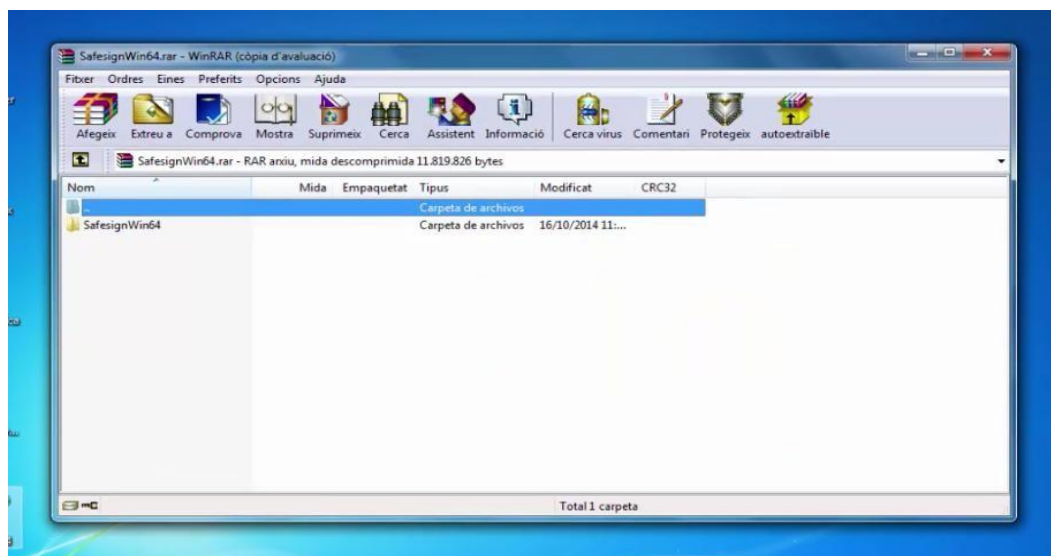 SafesignWin64.rar - WinRAR (còpia d'avaluació)
Fitxer Ordres Eines Preferits Opcions Ajuda
Afegeix Extreu a Comprova Mostra Suprimeix Cerca Assistent Informació Cerca virus Comentari Protegeix autoextraïble
SafesignWin64.rar - RAR arxiu, mida descomprimida 11.819.826 bytes
Nom Mida Empaquetat Tipus Modificat CRC32
.. Carpeta de archivos
SafesignWin64 Carpeta de archivos 16/10/2014 11:...
Total 1 carpeta